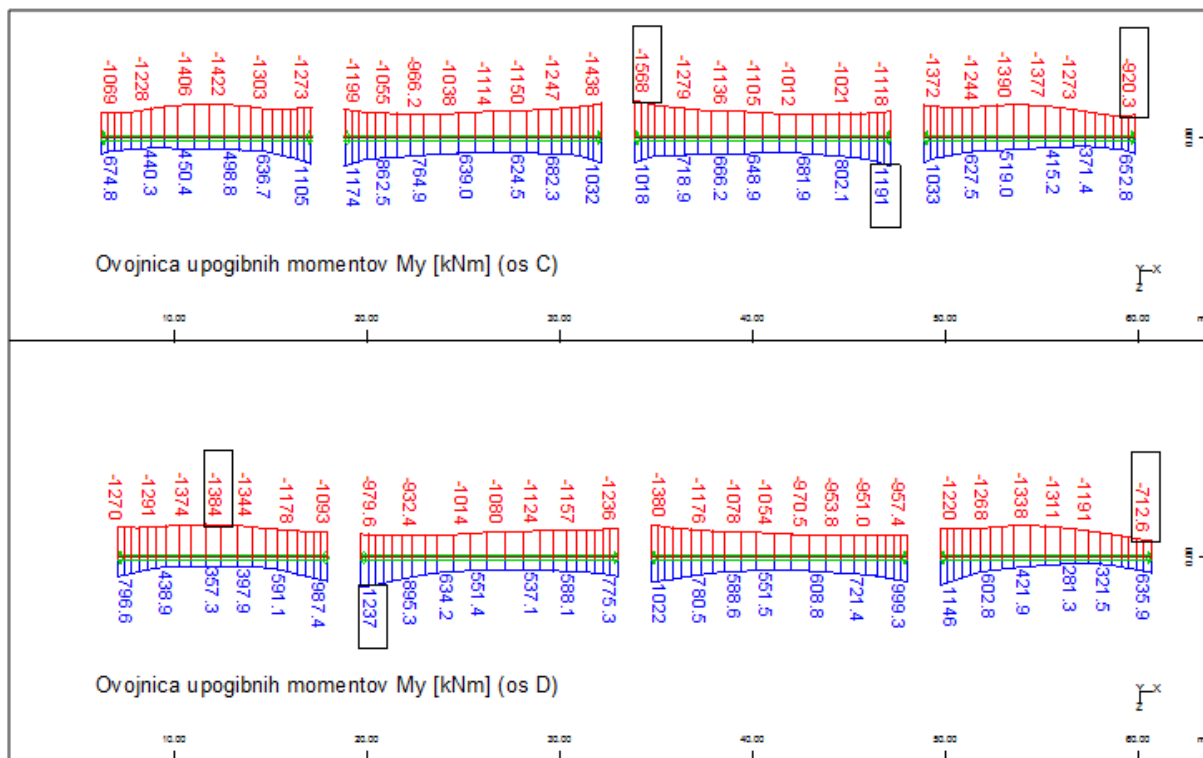 -1069 -1228 -1406 -1422 -1303 -1273 -1199 -1055 -966.2 -1038 -1114 -1150 -1247 -1438 -1568 -1279 -1136 -1105 -1012 -1021 -1118 -1372 -1244 -1390 -1377 -1273 -920.3
674.8 440.3 450.4 498.8 636.7 1105 1174 862.5 764.9 639.0 624.5 682.3 1032 1018 718.9 666.2 648.9 681.9 802.1 1191 1033 627.5 519.0 415.2 371.4 652.8
Ovojnica upogibnih momentov My [kNm] (os C)
Y X
Z
10.00 20.00 30.00 40.00 50.00 60.00 m
-1270 -1291 -1374 -1384 -1344 -1178 -1093 -979.6 -932.4 -1014 -1080 -1124 -1157 -1236 -1380 -1176 -1078 -1054 -970.5 -953.8 -951.0 -957.4 -1220 -1268 -1338 -1311 -1191 -712.6
796.6 438.9 357.3 397.9 591.1 987.4 1237 895.3 634.2 551.4 537.1 588.1 775.3 1022 780.5 588.6 551.5 608.8 721.4 999.3 1146 602.8 421.9 281.3 321.5 635.9
Ovojnica upogibnih momentov My [kNm] (os D)
Y X
Z
10.00 20.00 30.00 40.00 50.00 60.00 m